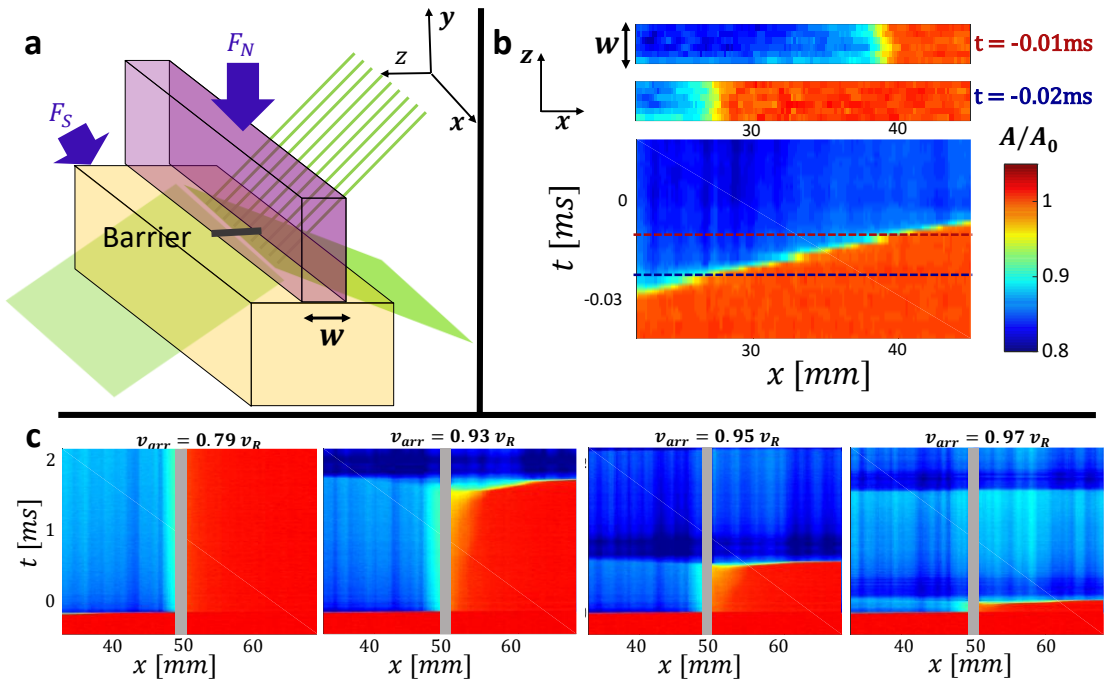 a
F_N
F_S
y
z
x
Barrier
w
b
w
z
x
t = -0.01ms
t = -0.02ms
30
40
A/A_0
t [ms]
0
-0.03
30
40
x [mm]
1
0.9
0.8
c
v_arr = 0.79 v_R
v_arr = 0.93 v_R
v_arr = 0.95 v_R
v_arr = 0.97 v_R
t [ms]
2
1
0
40
50
60
40
50
60
40
50
60
40
50
60
x [mm]
x [mm]
x [mm]
x [mm]